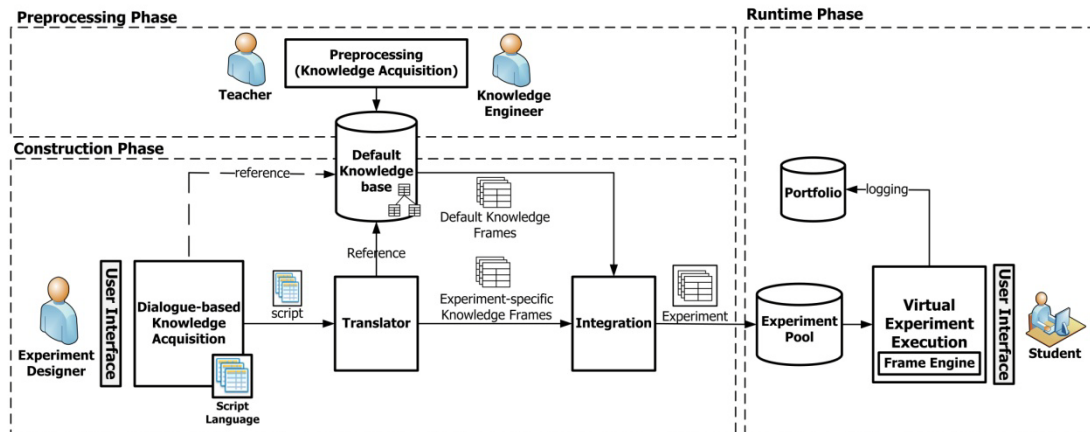 Preprocessing Phase
Runtime Phase
Preprocessing
(Knowledge Acquisition)
Teacher
Knowledge
Engineer
Construction Phase
Default
Knowledge
base
reference
Default Knowledge
Frames
Reference
Portfolio
logging
User Interface
Dialogue-based
Knowledge
Acquisition
script
Translator
Experiment-specific
Knowledge Frames
Integration
Experiment
Experiment
Pool
Virtual
Experiment
Execution
Frame Engine
User Interface
Experiment
Designer
Student
Script
Language